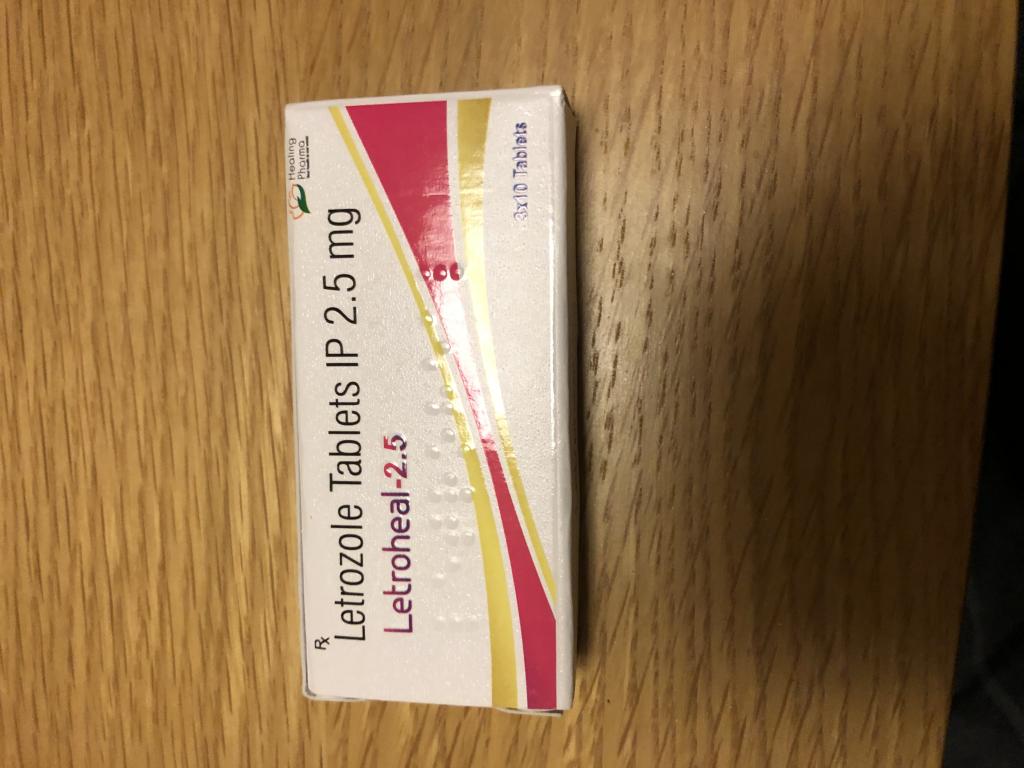 Healing
Pharma
Rx
Letrozole Tablets IP 2.5 mg
Letroheal-2.5
3x10 Tablets